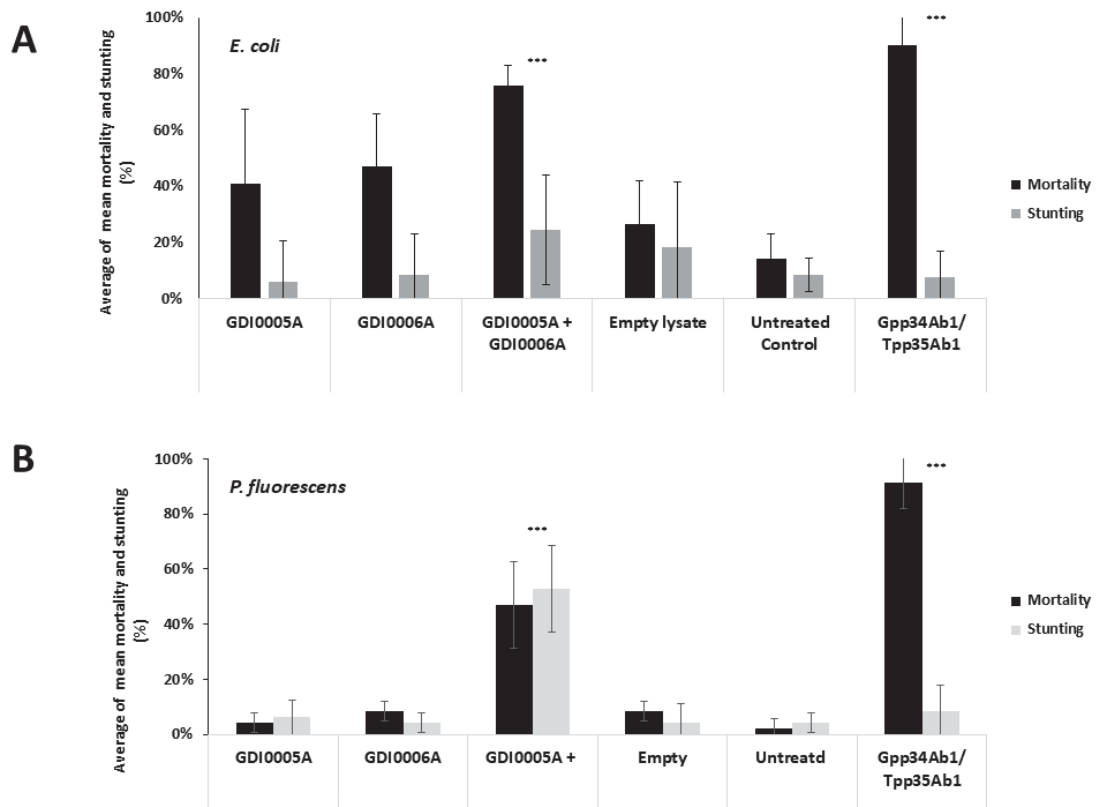 A
E. coli
Average of mean mortality and stunting
(%)
100%
80%
60%
40%
20%
0%
***
***
Mortality
Stunting
GDI0005A
GDI0006A
GDI0005A +
GDI0006A
Empty lysate
Untreated
Control
Gpp34Ab1/
Tpp35Ab1
B
P. fluorescens
Average of mean mortality and stunting
(%)
100%
80%
60%
40%
20%
0%
***
***
Mortality
Stunting
GDI0005A
GDI0006A
GDI0005A +
Empty
Untreatd
Gpp34Ab1/
Tpp35Ab1